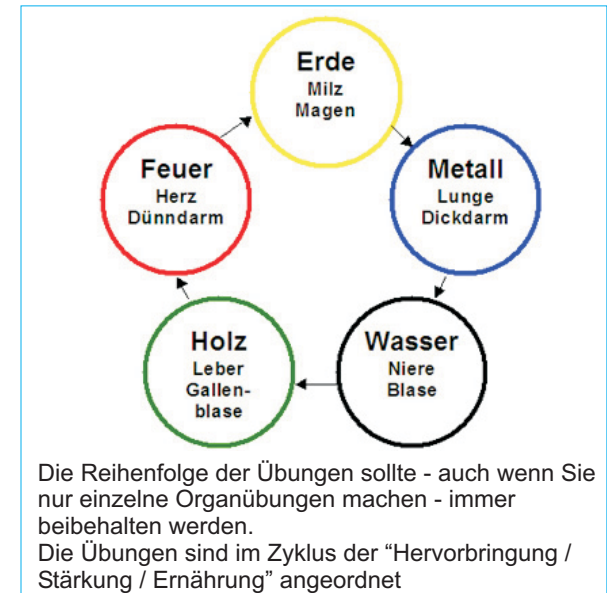 Erde
Milz
Magen
Feuer
Herz
Dünndarm
Metall
Lunge
Dickdarm
Holz
Leber
Gallen-
blase
Wasser
Niere
Blase
Die Reihenfolge der Übungen sollte - auch wenn Sie
nur einzelne Organübungen machen - immer
beibehalten werden.
Die Übungen sind im Zyklus der “Hervorbringung /
Stärkung / Ernährung” angeordnet